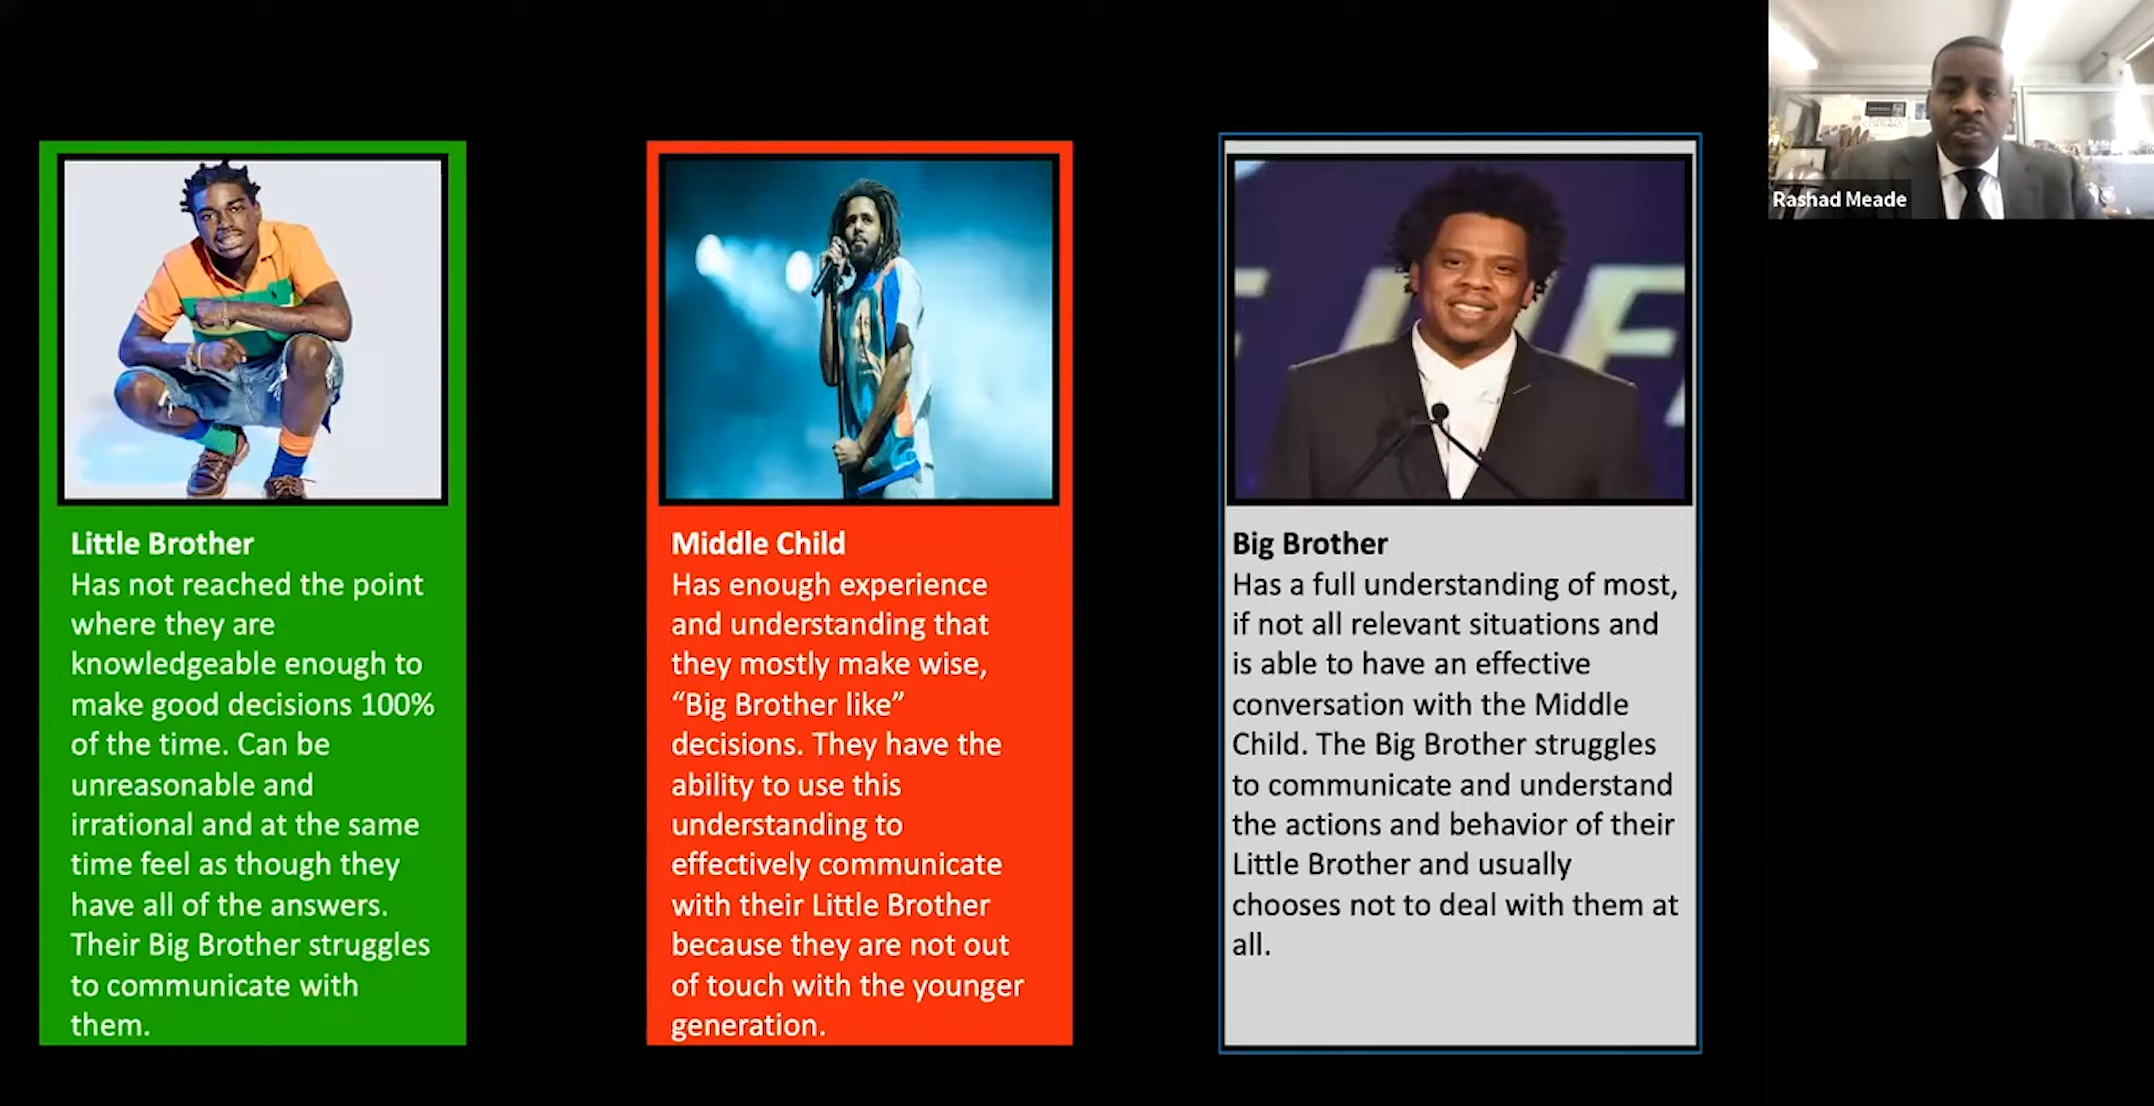 Little Brother
Has not reached the point
where they are
knowledgeable enough to
make good decisions 100%
of the time. Can be
unreasonable and
irrational and at the same
time feel as though they
have all of the answers.
Their Big Brother struggles
to communicate with
them.
Middle Child
Has enough experience
and understanding that
they mostly make wise,
“Big Brother like”
decisions. They have the
ability to use this
understanding to
effectively communicate
with their Little Brother
because they are not out
of touch with the younger
generation.
Big Brother
Has a full understanding of most,
if not all relevant situations and
is able to have an effective
conversation with the Middle
Child. The Big Brother struggles
to communicate and understand
the actions and behavior of their
Little Brother and usually
chooses not to deal with them at
all.
Rashad Meade